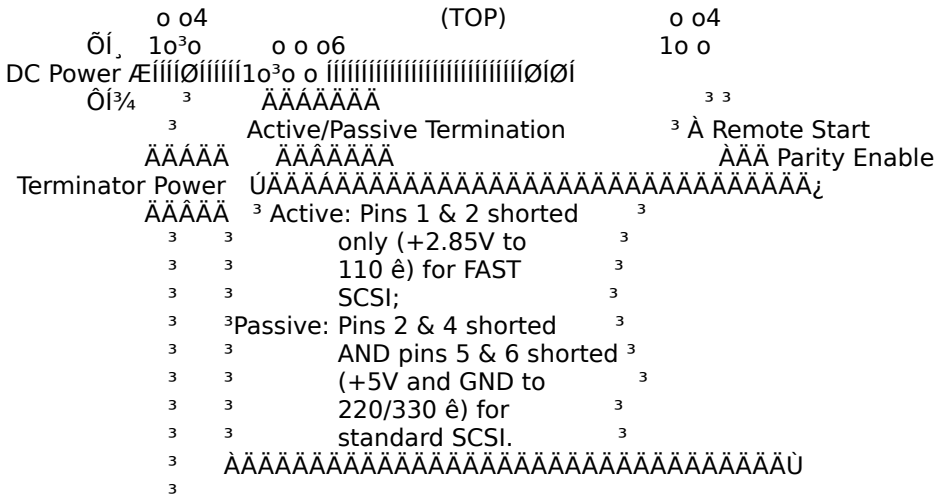 o o4 (TOP) o o4
ÕÍ¸ 1o³o o o o6 1o o
DC Power ÆÍÍÍÍØÍÍÍÍÍÍ1o³o o ÍÍÍÍÍÍÍÍÍÍÍÍÍÍÍÍÍÍÍÍÍÍÍÍÍÍÍÍØÍØÍ
ÔÍ¾ ³ ÄÄÁÄÄÄÄ ³ ³
³ Active/Passive Termination ³ À Remote Start
ÄÄÁÄÄ ÄÄÂÄÄÄÄ ÀÄÄ Parity Enable
Terminator Power ÚÄÄÄÁÄÄÄÄÄÄÄÄÄÄÄÄÄÄÄÄÄÄÄÄÄÄÄÄÄÄÄÄÄ¿
ÄÄÂÄÄ ³ Active: Pins 1 & 2 shorted ³
³ ³ only (+2.85V to ³
³ ³ 110 ê) for FAST ³
³ ³ SCSI; ³
³ ³Passive: Pins 2 & 4 shorted ³
³ ³ AND pins 5 & 6 shorted ³
³ ³ (+5V and GND to ³
³ ³ 220/330 ê) for ³
³ ³ standard SCSI. ³
³ ÀÄÄÄÄÄÄÄÄÄÄÄÄÄÄÄÄÄÄÄÄÄÄÄÄÄÄÄÄÄÄÄÄÄÙ
³